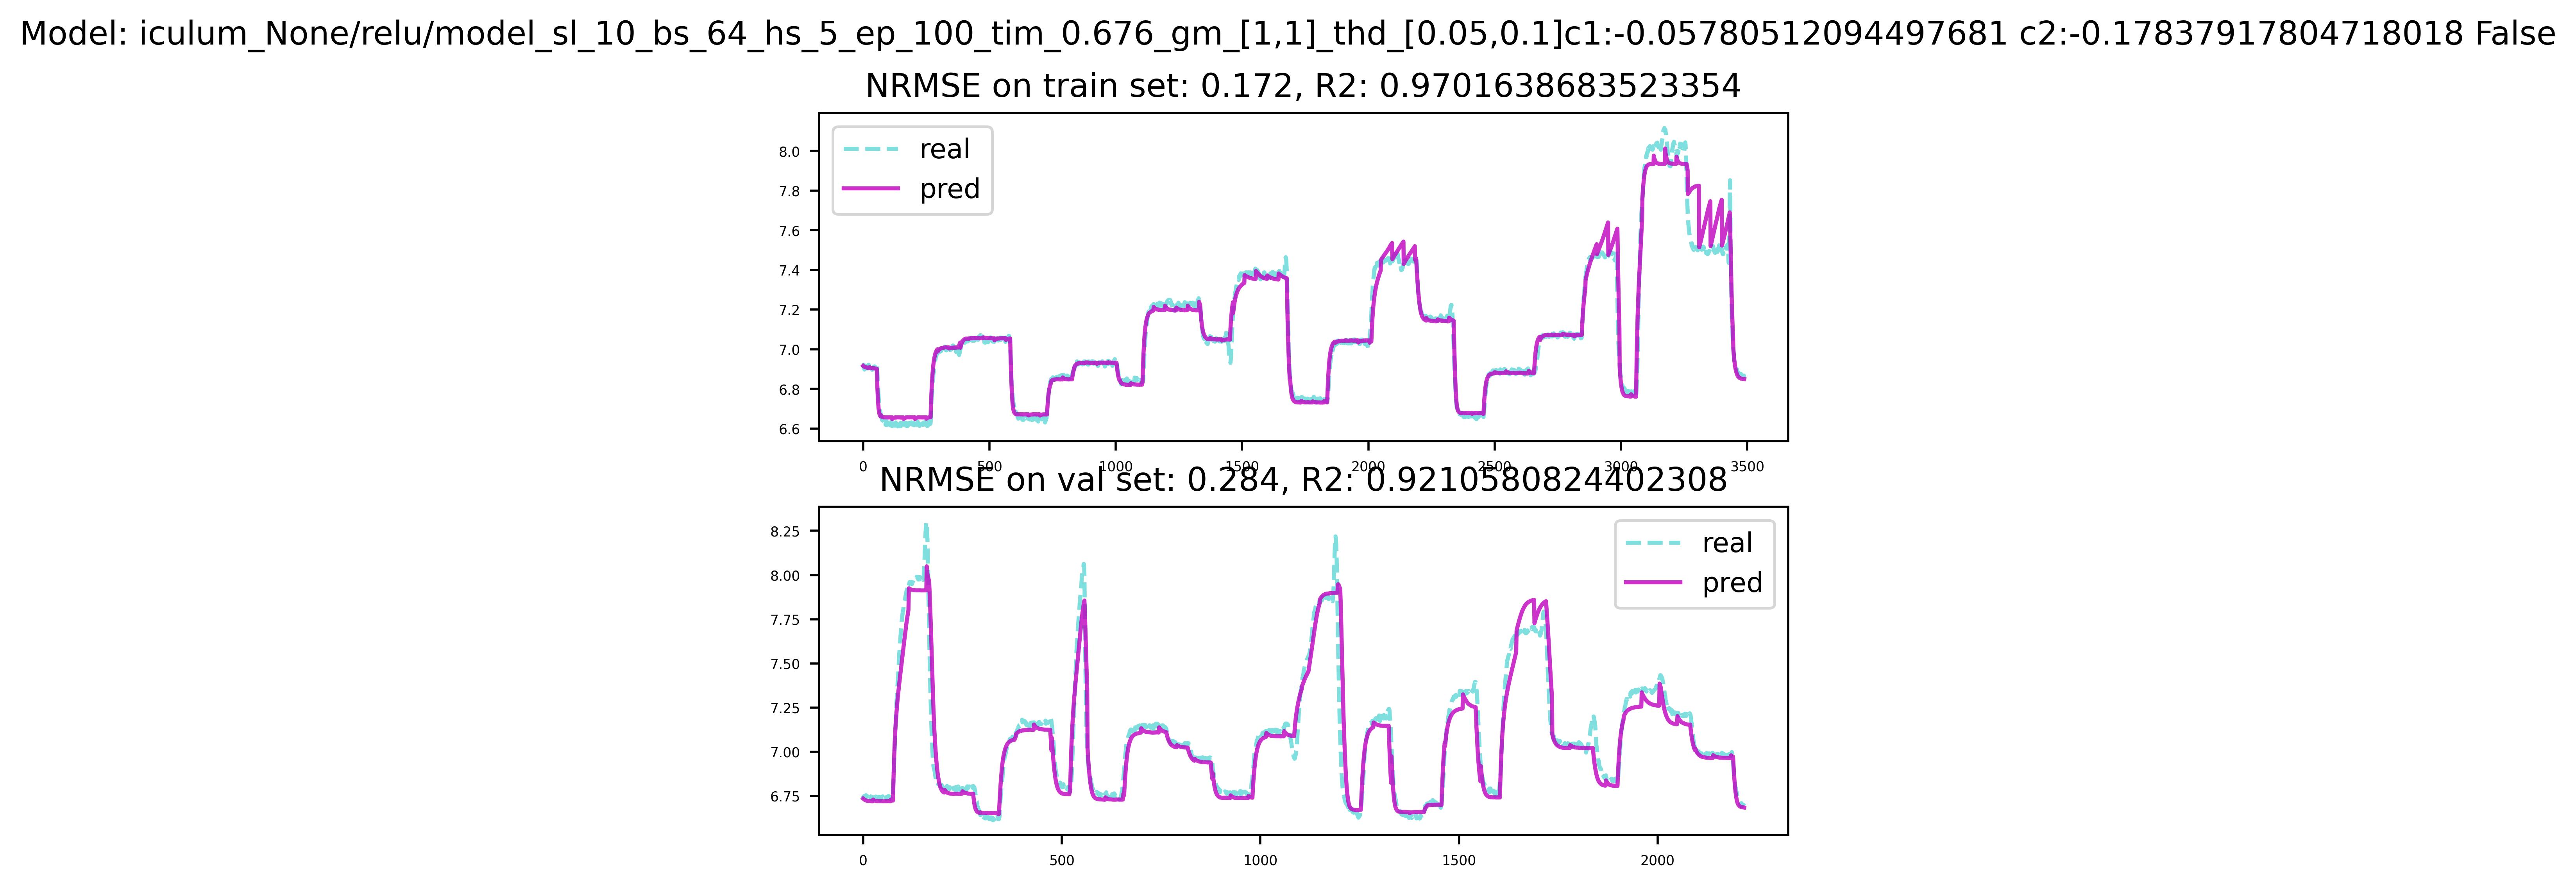 Model: iculum_None/relu/model_sl_10_bs_64_hs_5_ep_100_tim_0.676_gm_[1,1]_thd_[0.05,0.1]c1:-0.05780512094497681 c2:-0.17837917804718018 False
NRMSE on train set: 0.172, R2: 0.9701638683523354
real
pred
8.0
7.8
7.6
7.4
7.2
7.0
6.8
6.6
0 500 1000 1500 2000 2500 3000 3500
NRMSE on val set: 0.284, R2: 0.9210580824402308
real
pred
8.25
8.00
7.75
7.50
7.25
7.00
6.75
0 500 1000 1500 2000